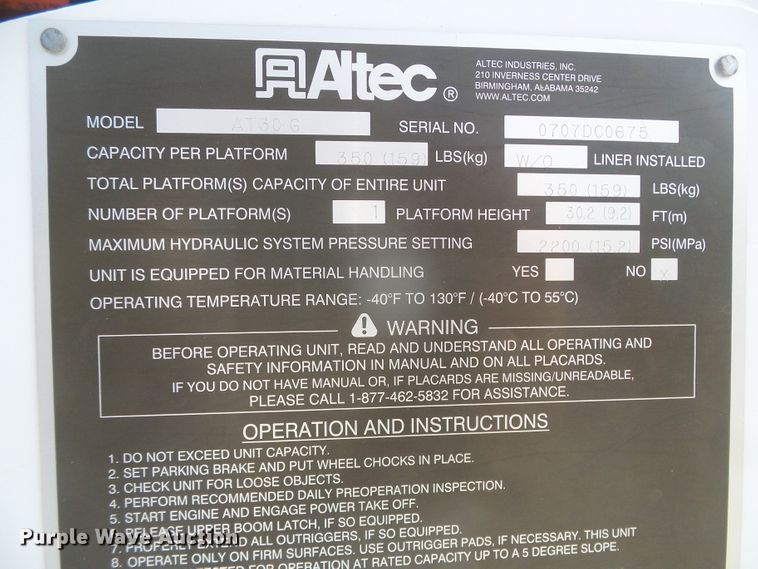 Altec ®
ALTEC INDUSTRIES, INC.
210 INVERNESS CENTER DRIVE
BIRMINGHAM, ALABAMA 35242
WWW.ALTEC.COM
MODEL AT30-G SERIAL NO. 0707DC0675
CAPACITY PER PLATFORM 350 (159) LBS(kg) W/O LINER INSTALLED
TOTAL PLATFORM(S) CAPACITY OF ENTIRE UNIT 350 (159) LBS(kg)
NUMBER OF PLATFORM(S) 1 PLATFORM HEIGHT 30.2 (9.2) FT(m)
MAXIMUM HYDRAULIC SYSTEM PRESSURE SETTING 2200 (15.2) PSI(MPa)
UNIT IS EQUIPPED FOR MATERIAL HANDLING YES NO X
OPERATING TEMPERATURE RANGE: -40°F TO 130°F / (-40°C TO 55°C)
WARNING
BEFORE OPERATING UNIT, READ AND UNDERSTAND ALL OPERATING AND
SAFETY INFORMATION IN MANUAL AND ON ALL PLACARDS.
IF YOU DO NOT HAVE MANUAL OR, IF PLACARDS ARE MISSING/UNREADABLE,
PLEASE CALL 1-877-462-5832 FOR ASSISTANCE.
OPERATION AND INSTRUCTIONS
1. DO NOT EXCEED UNIT CAPACITY.
2. SET PARKING BRAKE AND PUT WHEEL CHOCKS IN PLACE.
3. CHECK UNIT FOR LOOSE OBJECTS.
4. PERFORM RECOMMENDED DAILY PREOPERATION INSPECTION.
5. START ENGINE AND ENGAGE POWER TAKE OFF.
6. RELEASE UPPER BOOM LATCH, IF SO EQUIPPED.
7. PROPERLY EXTEND ALL OUTRIGGERS, IF SO EQUIPPED.
8. OPERATE ONLY ON FIRM SURFACES. USE OUTRIGGER PADS, IF NECESSARY. THIS UNIT
TESTED FOR OPERATION AT RATED CAPACITY UP TO A 5 DEGREE SLOPE.
Purple Wave Auction